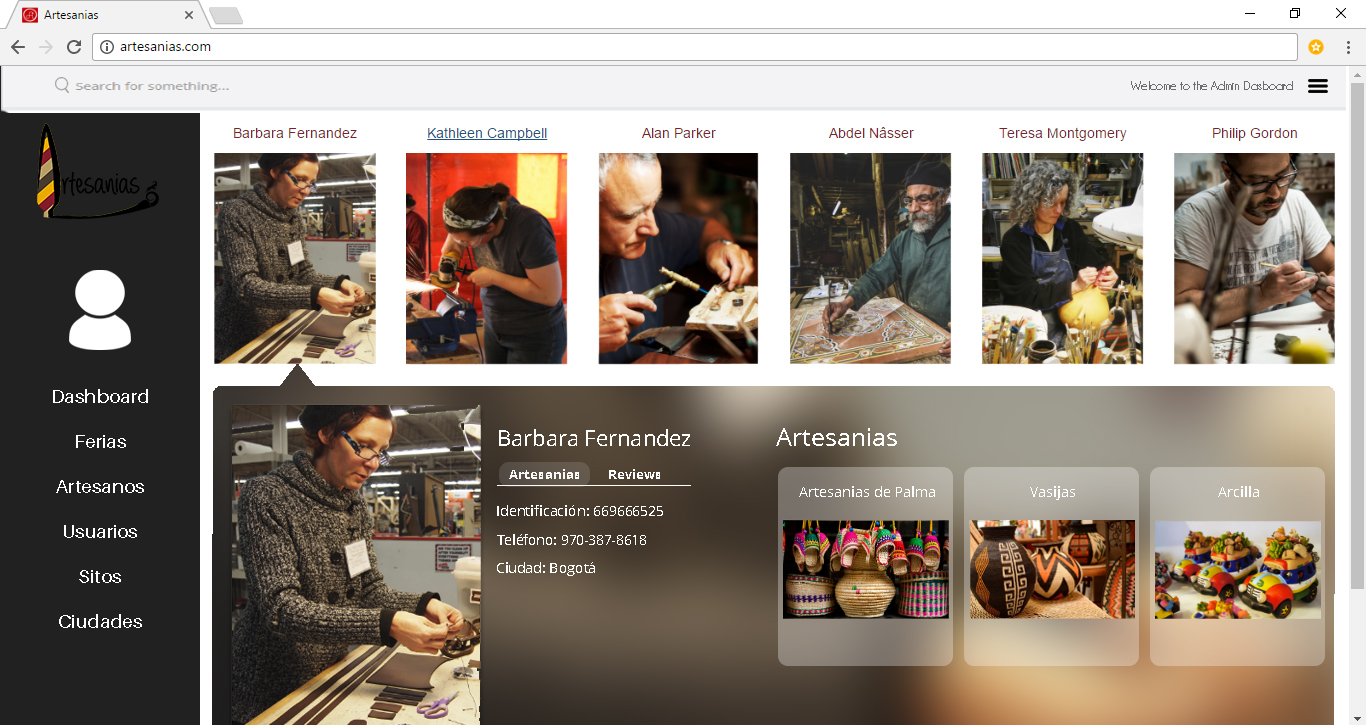 Artesanias
artesanias.com
Search for something...
Welcome to the Admin Dasboard
Artesanias
Barbara Fernandez
Kathleen Campbell
Alan Parker
Abdel Nâsser
Teresa Montgomery
Philip Gordon
Dashboard
Ferias
Artesanos
Usuarios
Sitos
Ciudades
Barbara Fernandez
Artesanias Reviews
Identificación: 669666525
Teléfono: 970-387-8618
Ciudad: Bogotá
Artesanias
Artesanias de Palma
Vasijas
Arcilla